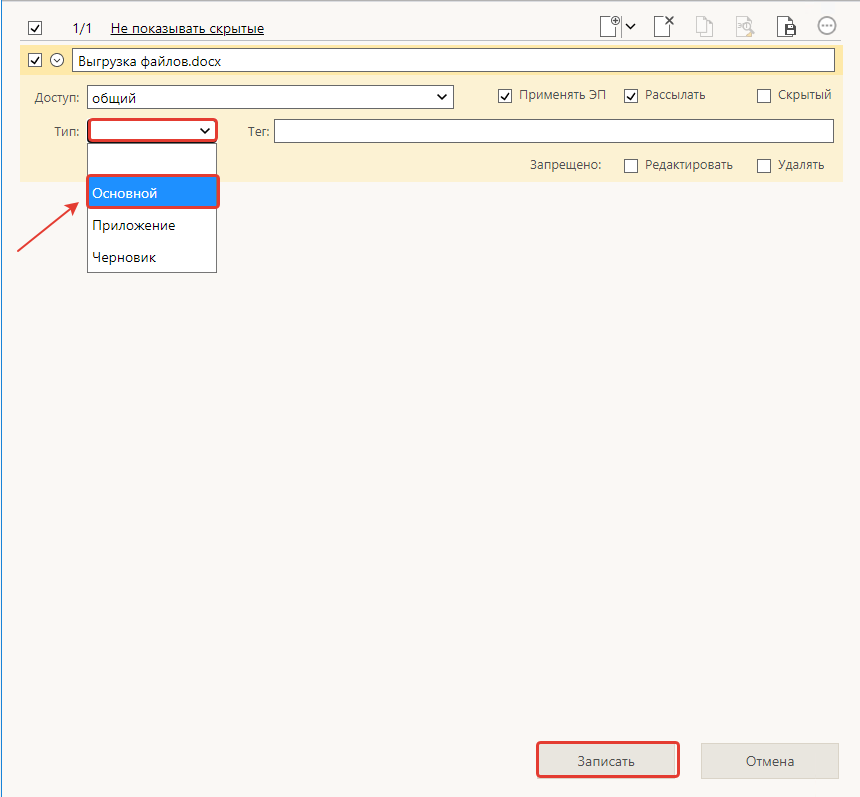 1/1 Не показывать скрытые
Выгрузка файлов.docx
Доступ: общий Применять ЭП Рассылать Скрытый
Тип: Тег:
Запрещено: Редактировать Удалять
Основной
Приложение
Черновик
Записать Отмена